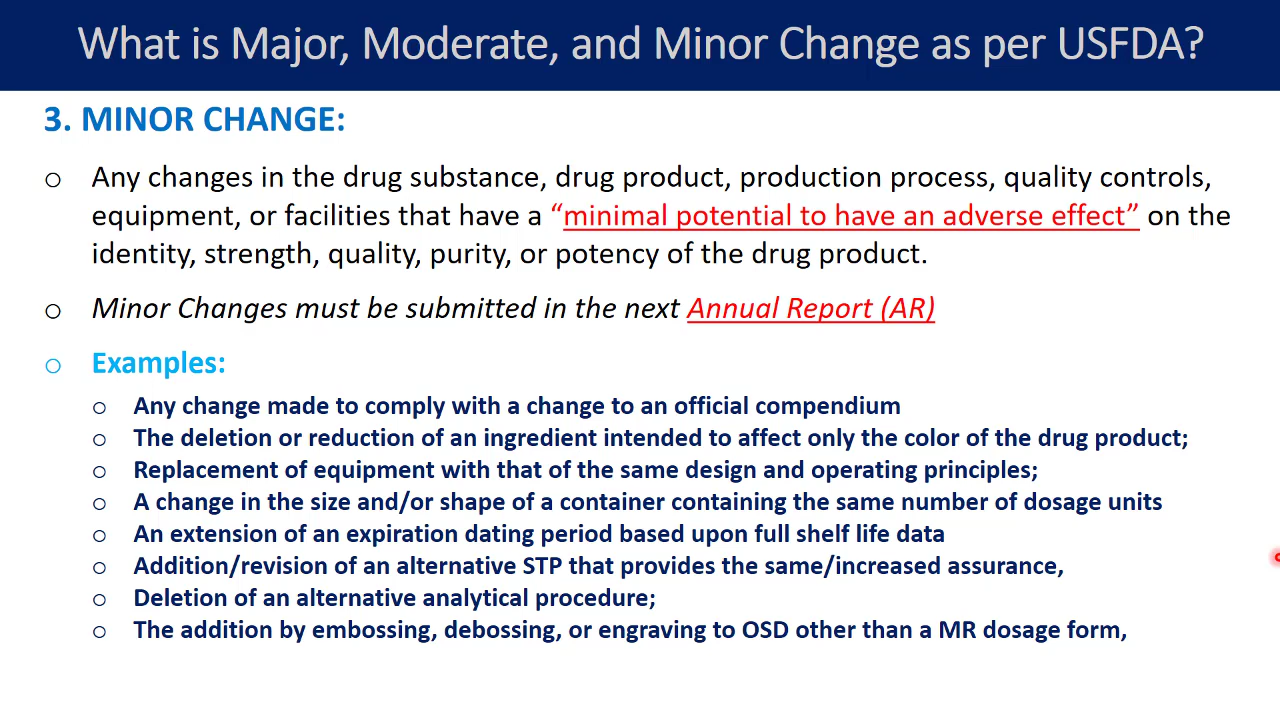 What is Major, Moderate, and Minor Change as per USFDA?
3. MINOR CHANGE:
o Any changes in the drug substance, drug product, production process, quality controls,
equipment, or facilities that have a “minimal potential to have an adverse effect” on the
identity, strength, quality, purity, or potency of the drug product.
o Minor Changes must be submitted in the next Annual Report (AR)
o Examples:
o Any change made to comply with a change to an official compendium
o The deletion or reduction of an ingredient intended to affect only the color of the drug product;
o Replacement of equipment with that of the same design and operating principles;
o A change in the size and/or shape of a container containing the same number of dosage units
o An extension of an expiration dating period based upon full shelf life data
o Addition/revision of an alternative STP that provides the same/increased assurance,
o Deletion of an alternative analytical procedure;
o The addition by embossing, debossing, or engraving to OSD other than a MR dosage form,